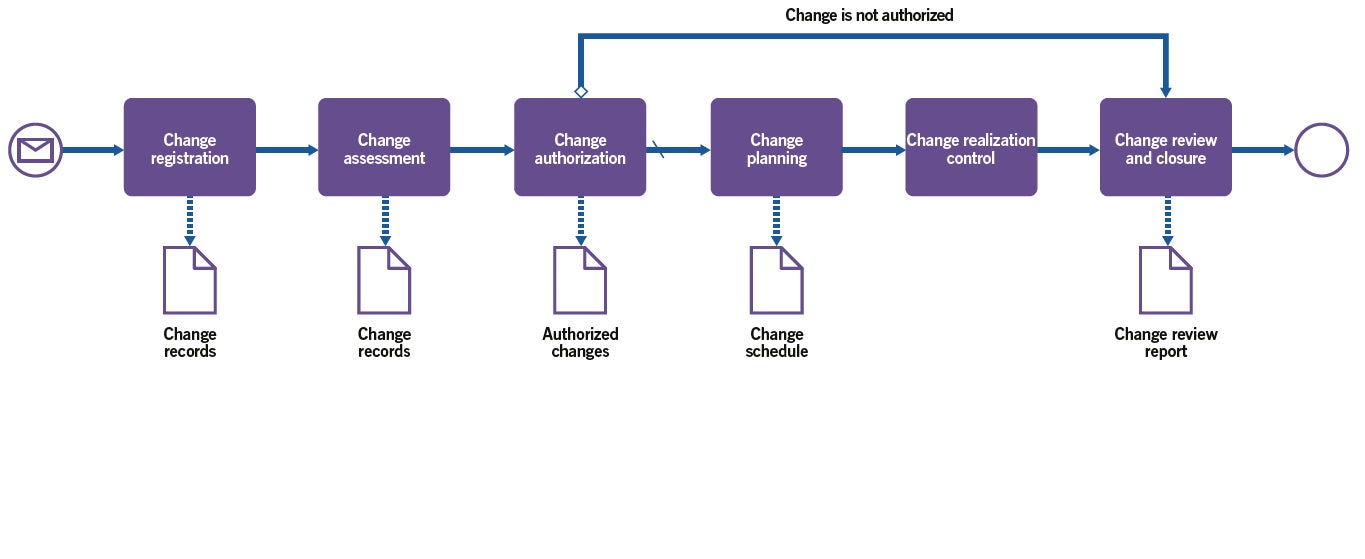 Change is not authorized
Change
registration
Change
assessment
Change
authorization
Change
planning
Change realization
control
Change review
and closure
Change
records
Change
records
Authorized
changes
Change
schedule
Change review
report